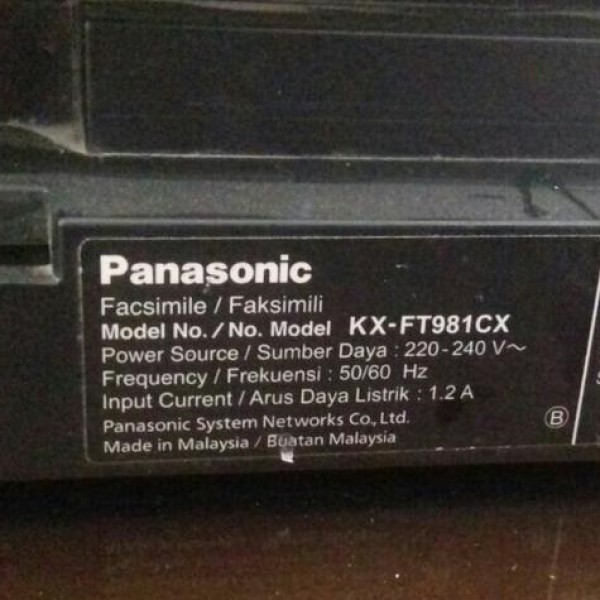 Panasonic
Facsimile / Faksimili
Model No./No. Model KX-FT981CX
Power Source / Sumber Daya : 220-240 V~
Frequency / Frekuensi : 50/60 Hz
Input Current / Arus Daya Listrik : 1.2 A
Panasonic System Networks Co., Ltd.
Made in Malaysia / Buatan Malaysia
B